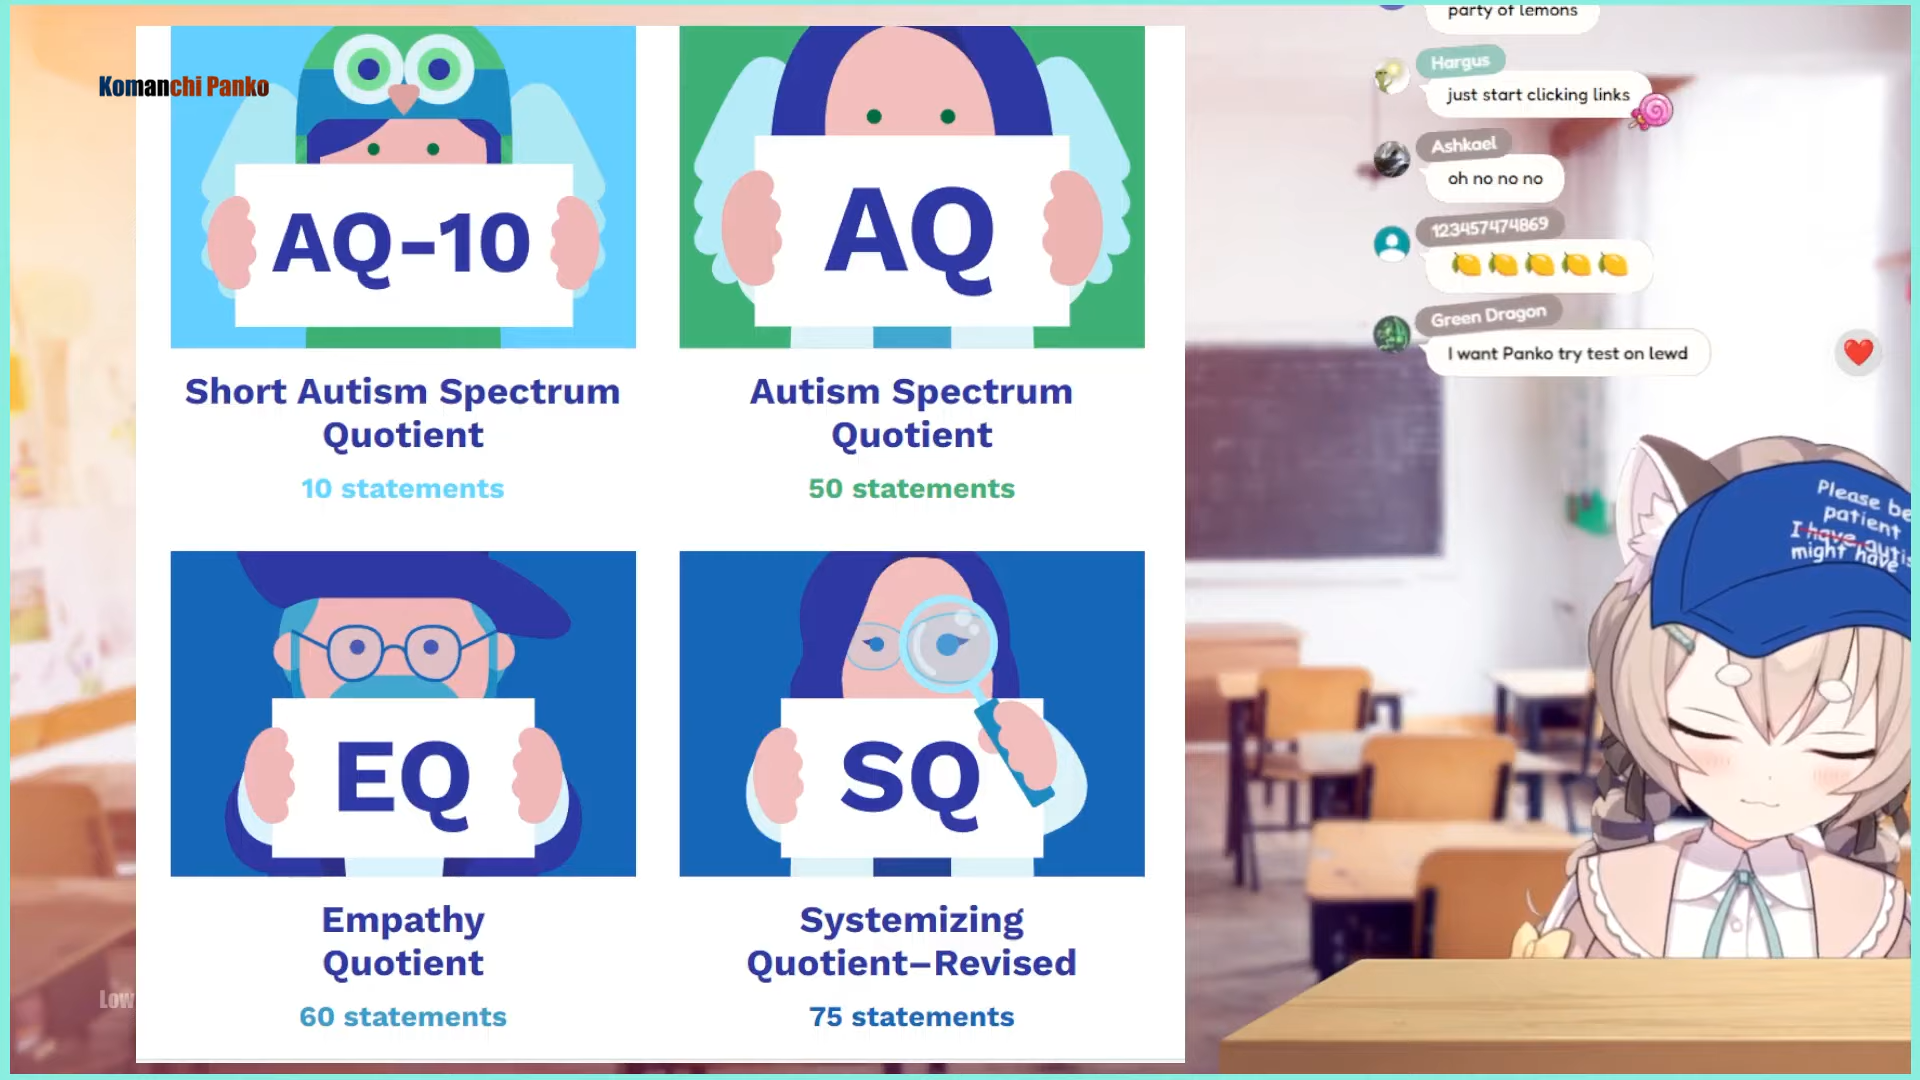 Komanchi Panko
AQ-10
Short Autism Spectrum
Quotient
10 statements
AQ
Autism Spectrum
Quotient
50 statements
EQ
Empathy
Quotient
60 statements
SQ
Systemizing
Quotient–Revised
75 statements
Low
party of lemons
Hargus
just start clicking links
Ashkael
oh no no no
123457474869
Green Dragon
I want Panko try test on lewd
Please be
patient
I have autis
might have